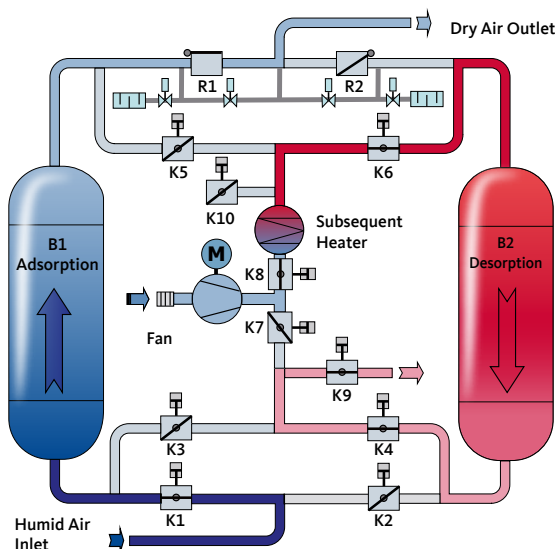 Dry Air Outlet
R1
R2
K5
K6
K10
Subsequent
Heater
B1
Adsorption
B2
Desorption
M
K8
Fan
K7
K9
K3
K4
K1
K2
Humid Air
Inlet